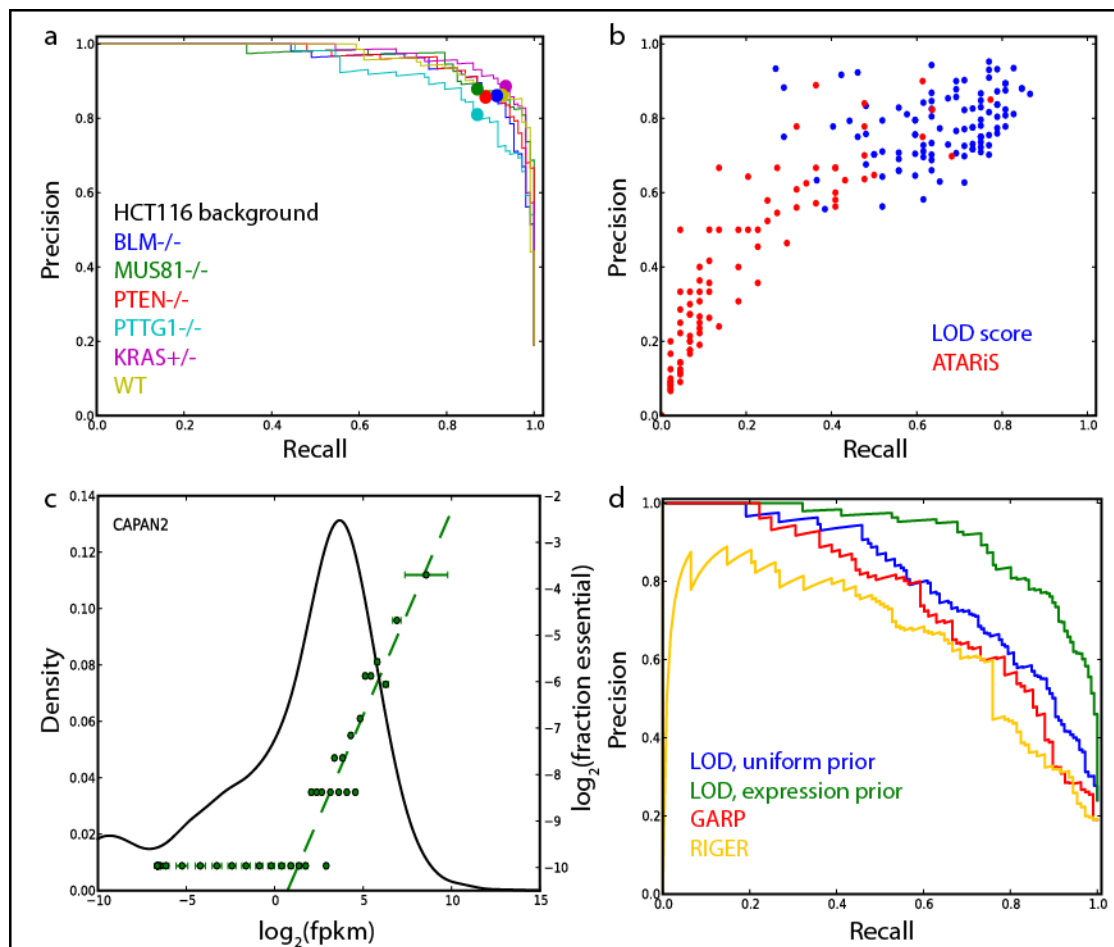 a
1.0
0.8
0.6
0.4
0.2
0.0
Precision
HCT116 background
BLM-/-
MUS81-/-
PTEN-/-
PTTG1-/-
KRAS+/-
WT
0.0 0.2 0.4 0.6 0.8 1.0
Recall
b
1.0
0.8
0.6
0.4
0.2
0.0
Precision
LOD score
ATARiS
0.0 0.2 0.4 0.6 0.8 1.0
Recall
c
0.14
0.12
0.10
0.08
0.06
0.04
0.02
0.00
Density
CAPAN2
-2
-3
-4
-5
-6
-7
-8
-9
-10
log2(fraction essential)
-10 -5 0 5 10 15
log2(fpkm)
d
1.0
0.8
0.6
0.4
0.2
0.0
Precision
LOD, uniform prior
LOD, expression prior
GARP
RIGER
0.0 0.2 0.4 0.6 0.8 1.0
Recall